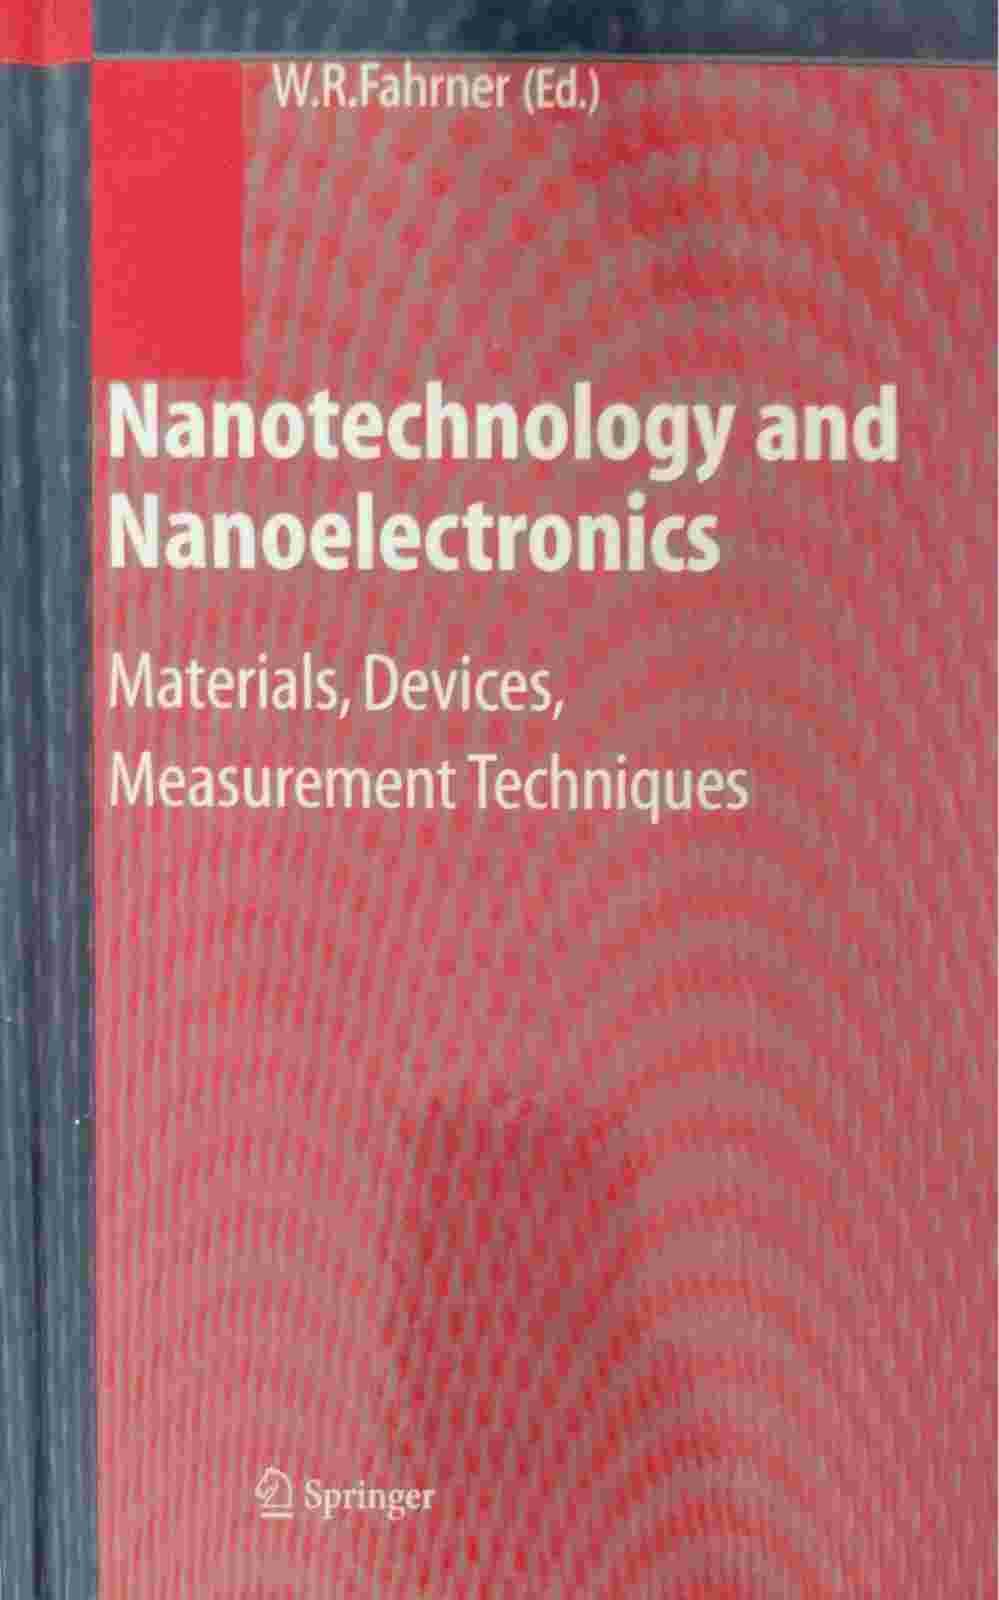 W.R.Fahrner (Ed.)
Nanotechnology and
Nanoelectronics
Materials, Devices,
Measurement Techniques
Springer